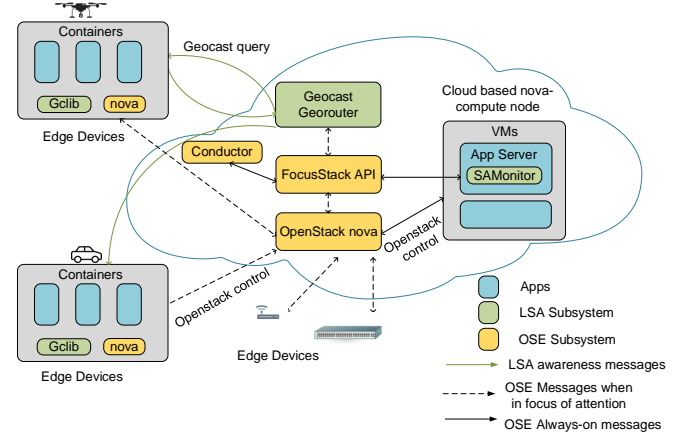 Containers
Gclib
nova
Edge Devices
Geocast query
Geocast
Georouter
Conductor
FocusStack API
OpenStack nova
Cloud based nova-
compute node
VMs
App Server
SAMonitor
Openstack
control
Containers
Gclib
nova
Edge Devices
Openstack control
Edge Devices
Apps
LSA Subsystem
OSE Subsystem
LSA awareness messages
OSE Messages when
in focus of attention
OSE Always-on messages